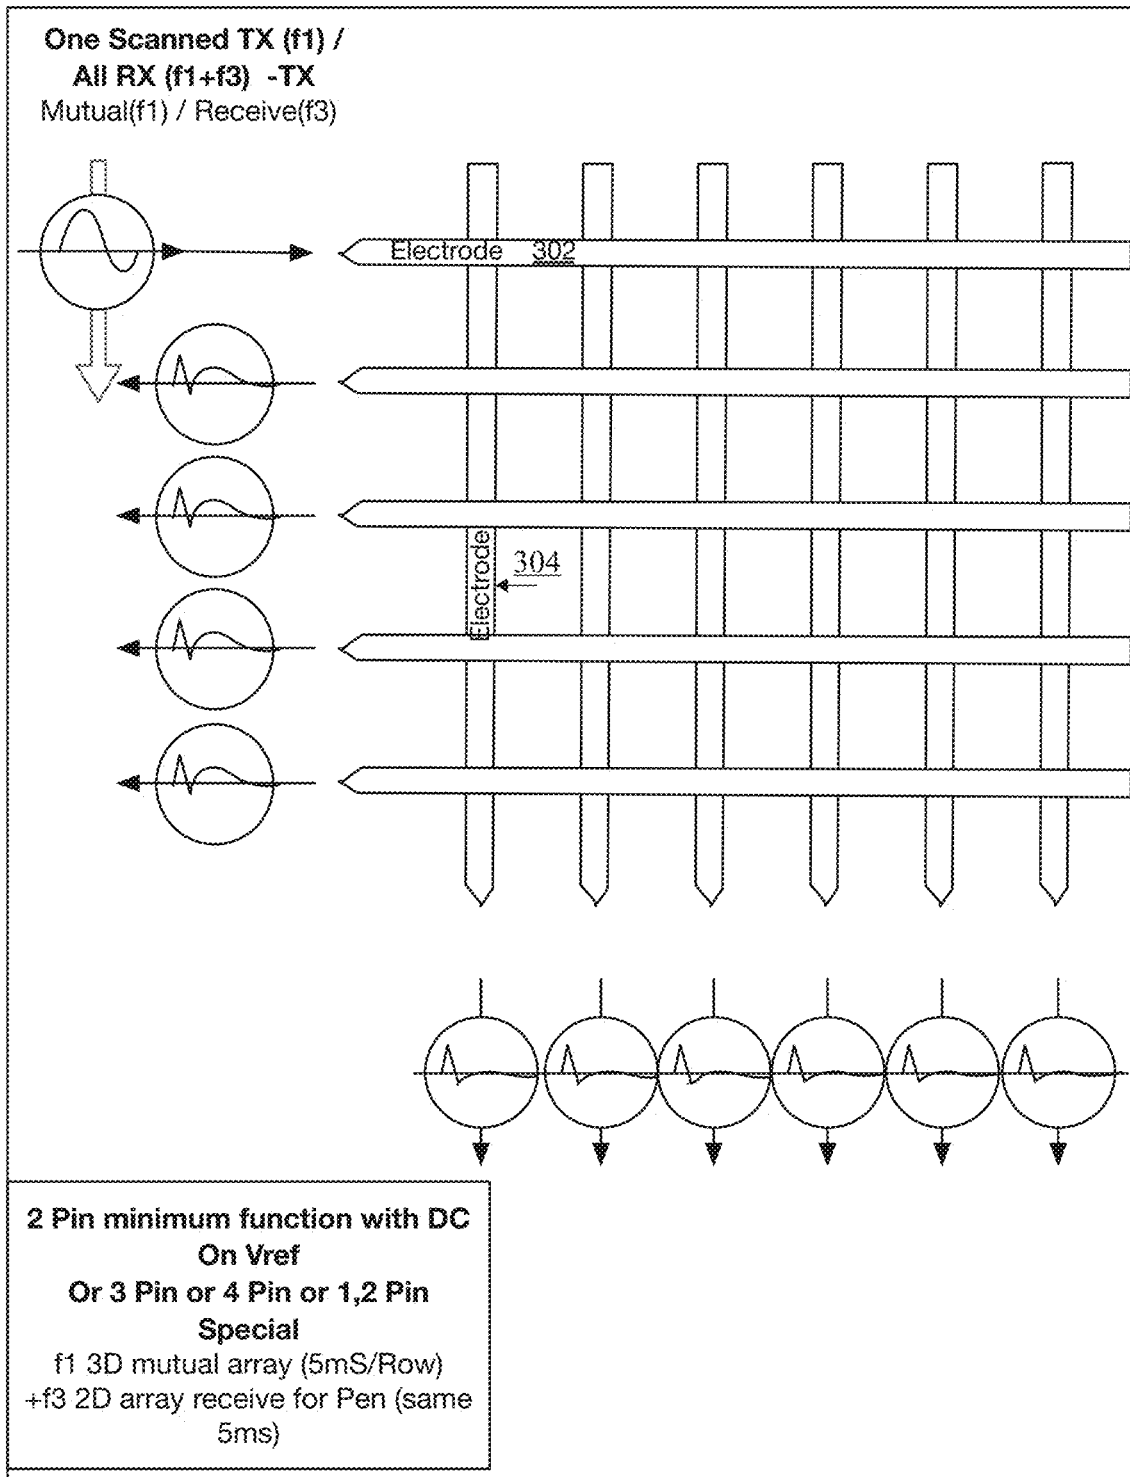 One Scanned TX (f1) /
All RX (f1+f3)  -TX
Mutual(f1) / Receive(f3)
Electrode 302
Electrode
304
2 Pin minimum function with DC
On Vref
Or 3 Pin or 4 Pin or 1,2 Pin
Special
f1 3D mutual array (5mS/Row)
+f3 2D array receive for Pen (same
5ms)